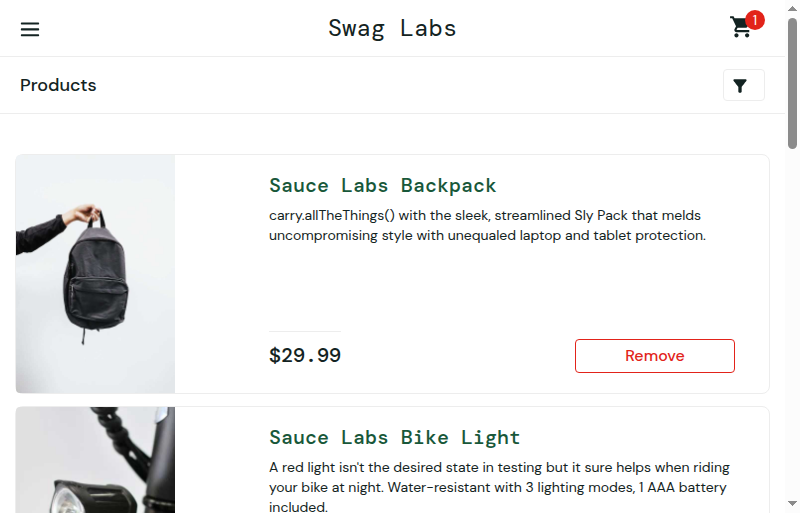 Swag Labs
1
Products
Sauce Labs Backpack
carry.allTheThings() with the sleek, streamlined Sly Pack that melds
uncompromising style with unequaled laptop and tablet protection.
$29.99
Remove
Sauce Labs Bike Light
A red light isn't the desired state in testing but it sure helps when riding
your bike at night. Water-resistant with 3 lighting modes, 1 AAA battery
included.